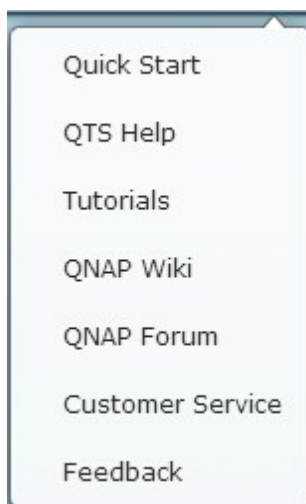 Quick Start
QTS Help
Tutorials
QNAP Wiki
QNAP Forum
Customer Service
Feedback